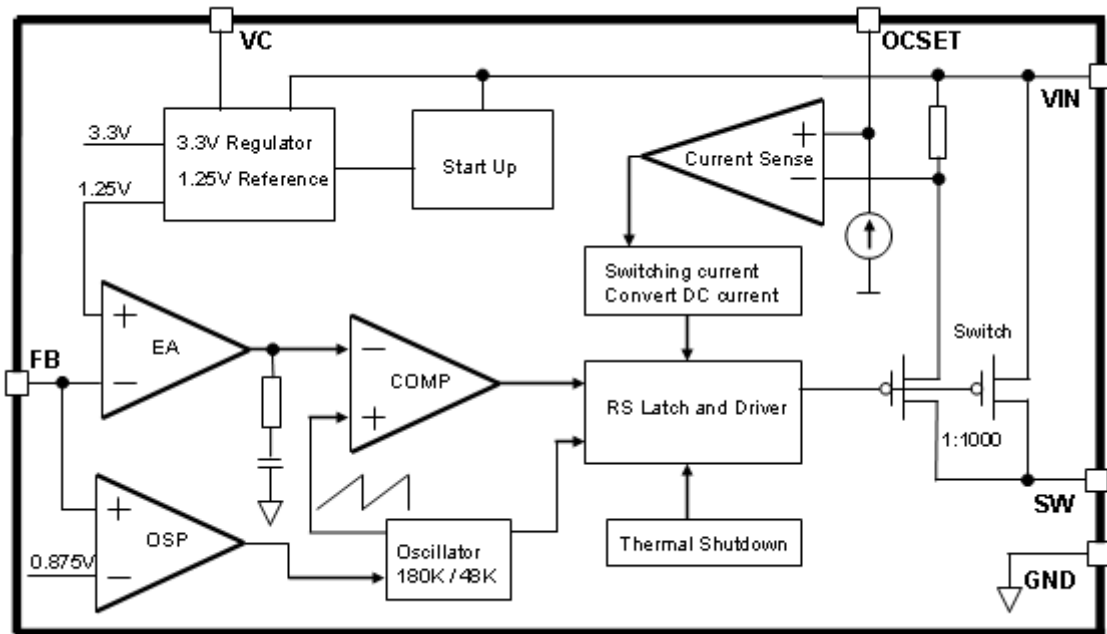 VC
OCSET
VIN
3.3V
3.3V Regulator
1.25V Reference
1.25V
Start Up
+
Current Sense
−
Switching current
Convert DC current
Switch
FB
+
EA
−
−
COMP
+
RS Latch and Driver
1:1000
SW
+
OSP
0.875V
−
Oscillator
180K / 48K
Thermal Shutdown
GND